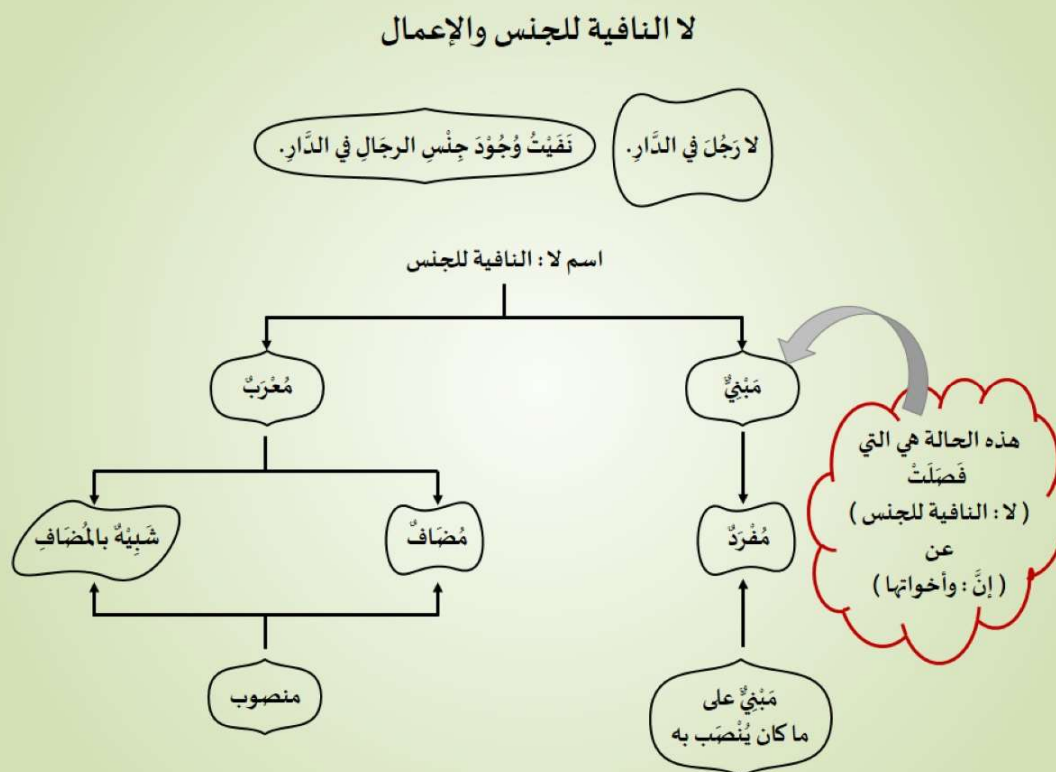 لا النافية للجنس والإعمال
لا رَجُلَ في الدَّارِ.
نَفَيْتُ وُجُوْدَ جِنْسِ الرجَالِ في الدَّارِ.
اسم لا : النافية للجنس
مَبْنِيٌّ
مُعْرَبٌ
هذه الحالة هي التي
فَصَلَتْ
( لا : النافية للجنس )
عن
( إنَّ : وأخواتها )
مُفْرَدٌ
مُضَافٌ
شَبِيْهٌ بالمُضَافِ
مَبْنِيٌّ على
ما كان يُنْصَب به
منصوب